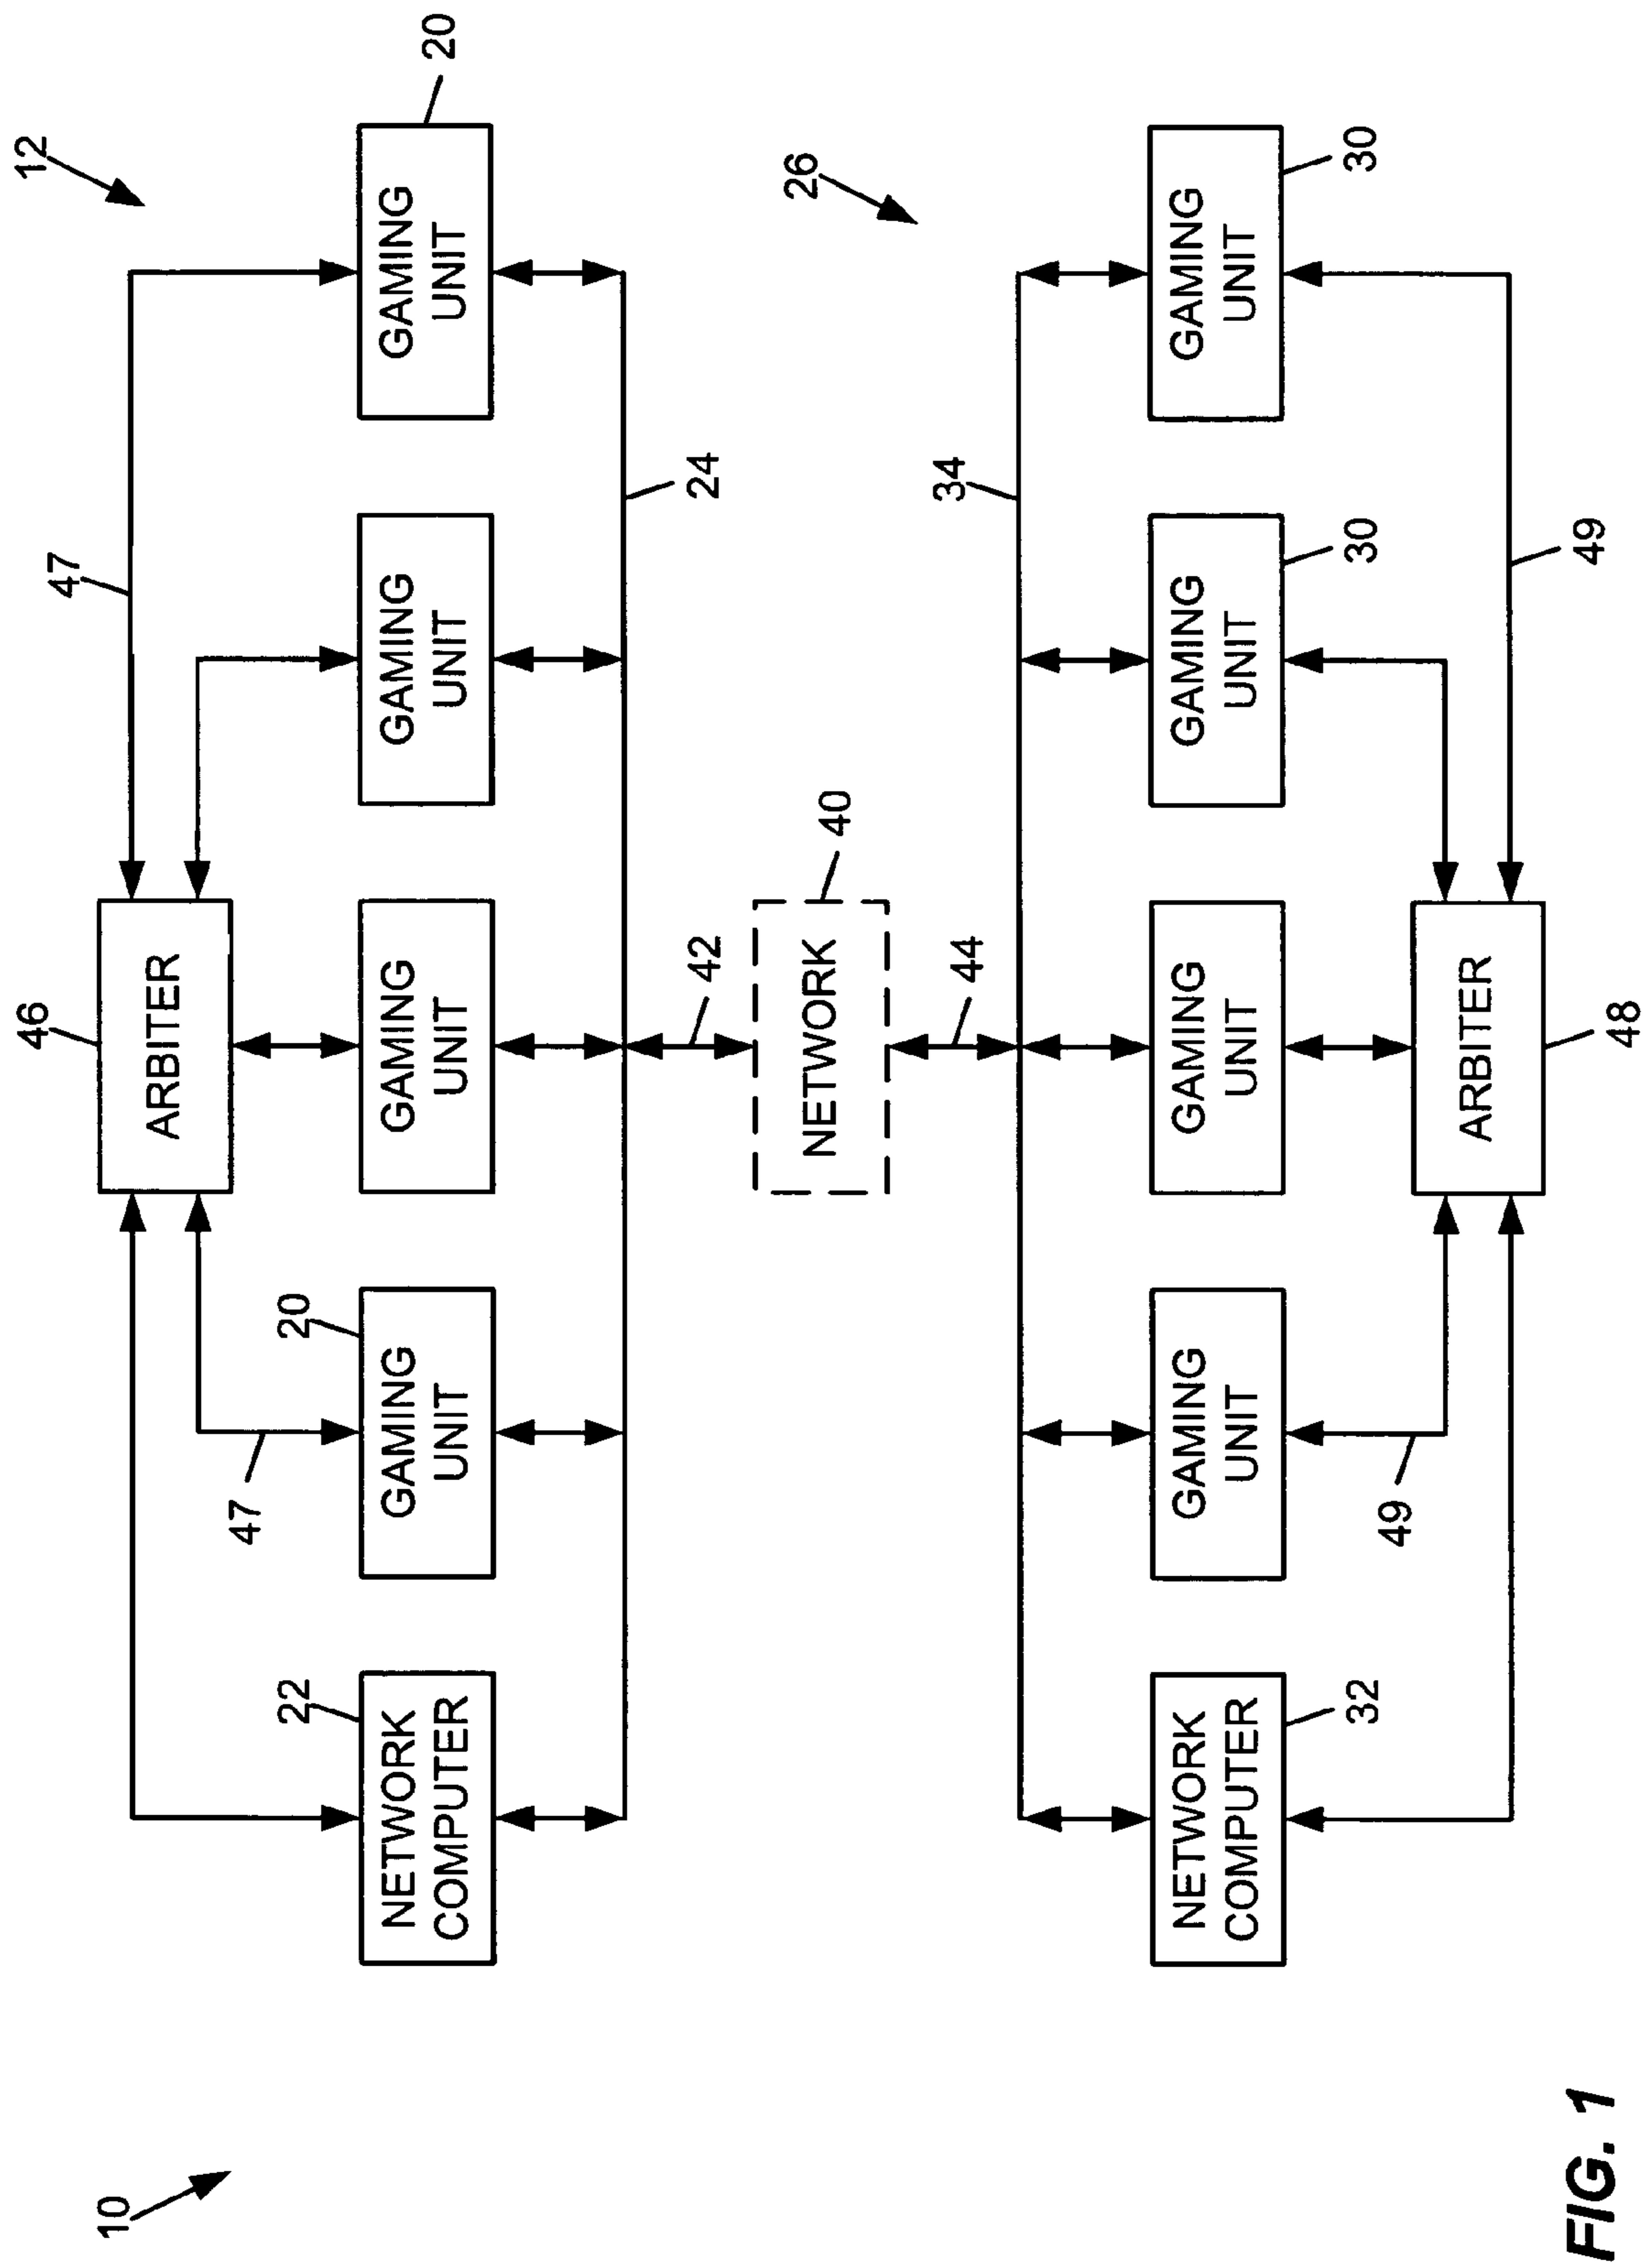 10
12
47
46
ARBITER
22
NETWORK
COMPUTER
47
20
GAMING
UNIT
GAMING
UNIT
GAMING
UNIT
GAMING
UNIT
20
24
42
NETWORK
40
44
26
34
NETWORK
COMPUTER
32
GAMING
UNIT
GAMING
UNIT
GAMING
UNIT
30
GAMING
UNIT
30
49
ARBITER
48
49
FIG. 1